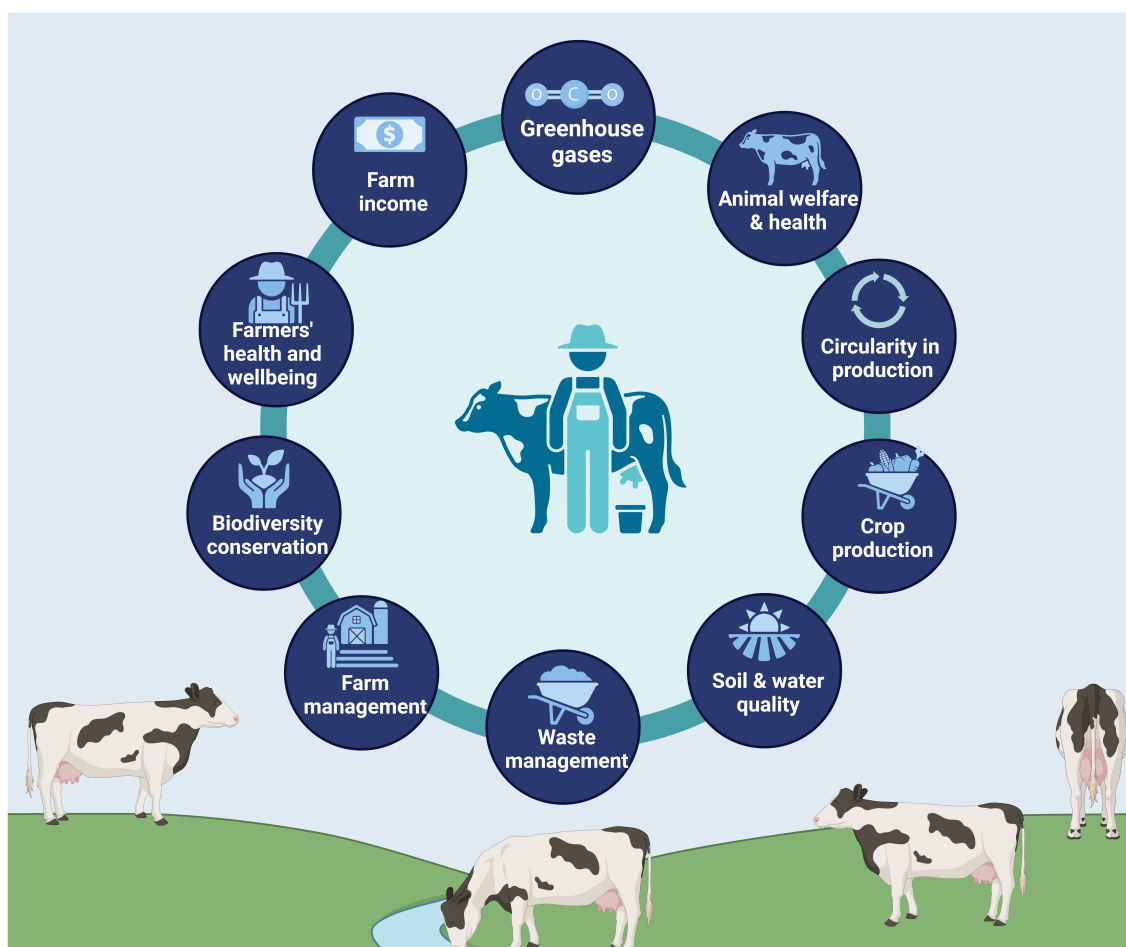 O C O
Greenhouse
gases
$
Farm
income
Animal welfare
& health
Farmers'
health and
wellbeing
Circularity in
production
Biodiversity
conservation
Crop
production
Farm
management
Soil & water
quality
Waste
management